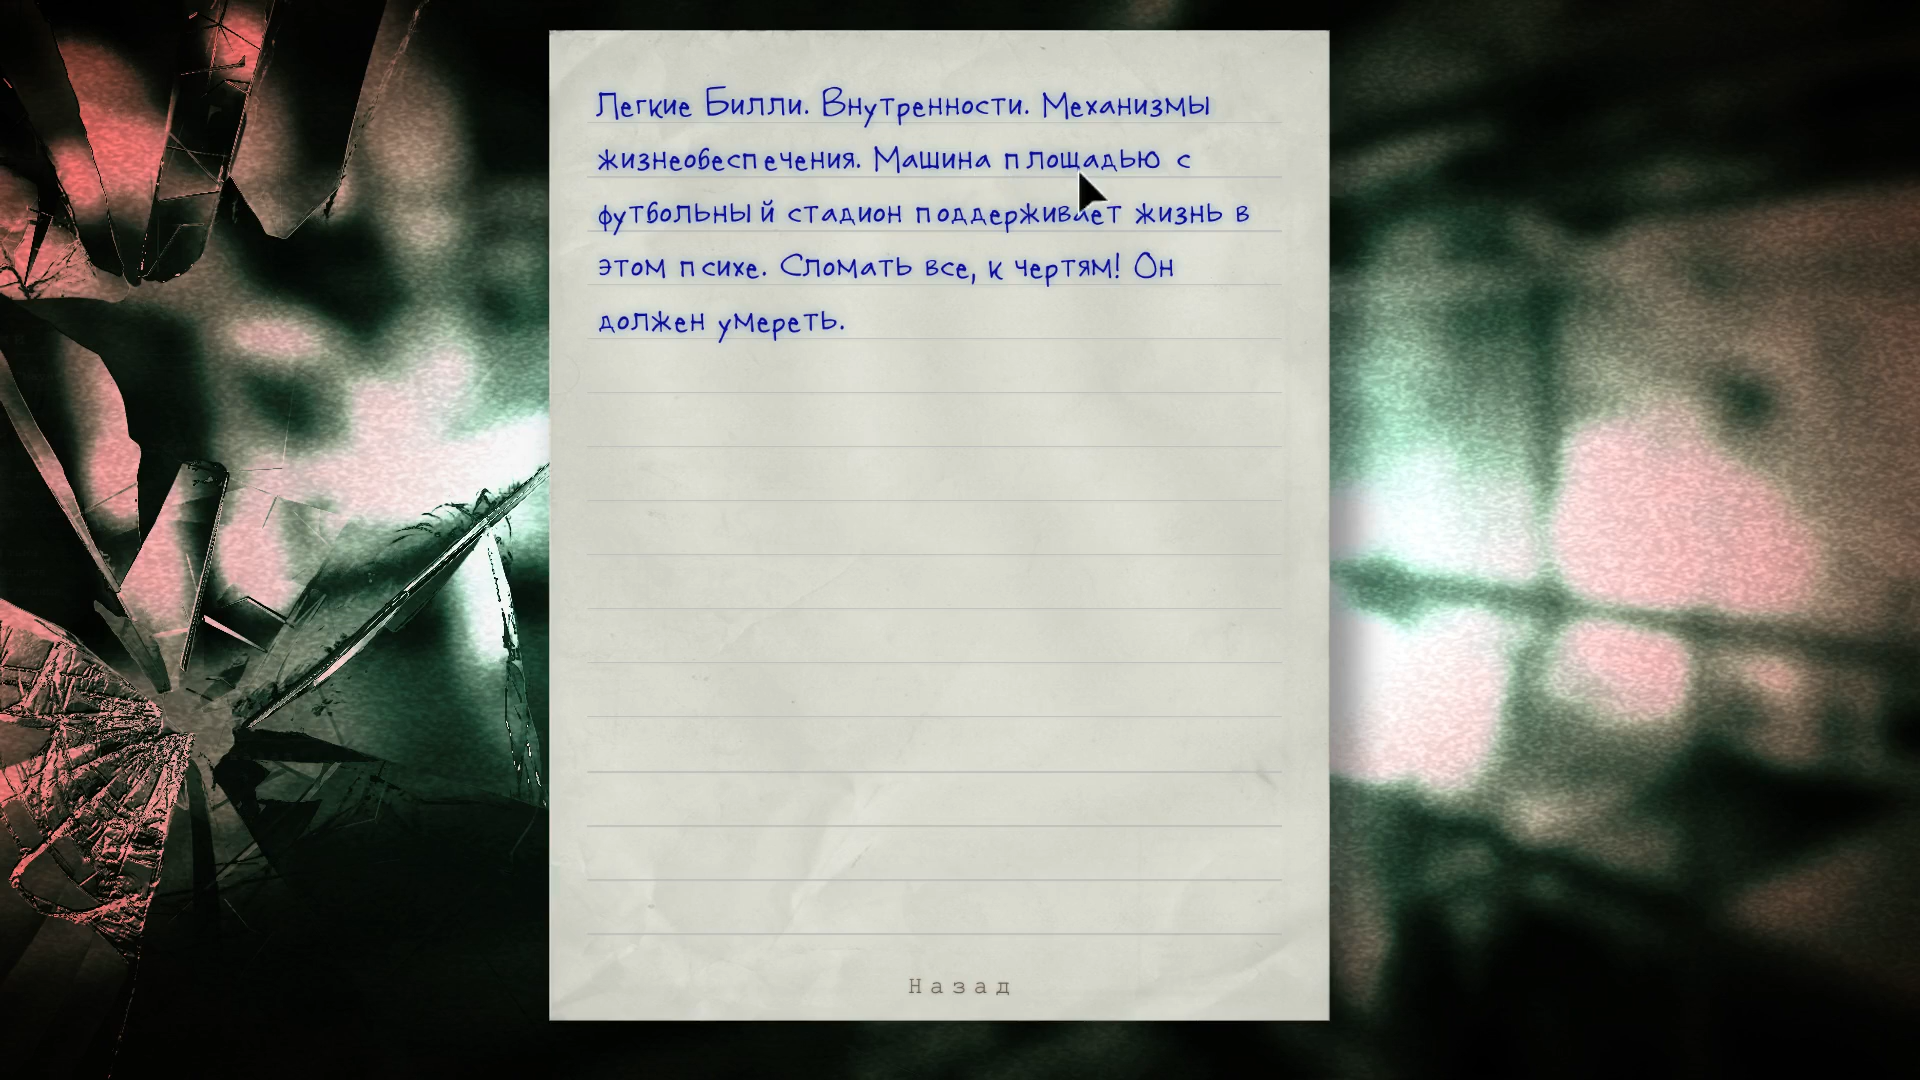 Легкие Билли. Внутренности. Механизмы
жизнеобеспечения. Машина площадью с
футбольный стадион поддерживает жизнь в
этом психе. Сломать все, к чертям! Он
должен умереть.
Назад